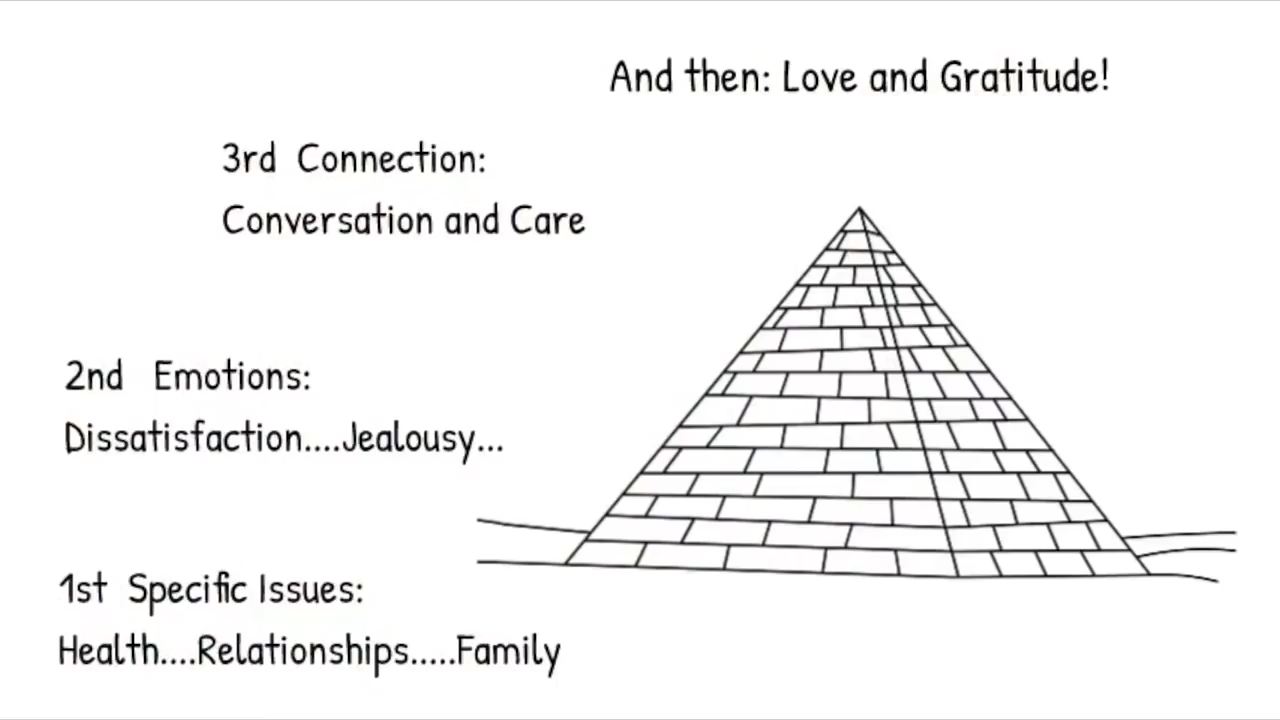 And then: Love and Gratitude!
3rd Connection:
Conversation and Care
2nd Emotions:
Dissatisfaction....Jealousy...
1st Specific Issues:
Health....Relationships.....Family